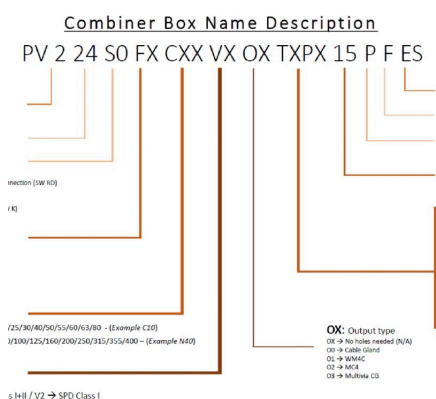 Combiner Box Name Description
PV 2 24 S0 FX CXX VX OX TXPX 15 P F ES
nnection (SW RD)
K)
/25/30/40/50/55/60/63/80 - (Example C10)
0/100/125/160/200/250/315/355/400 – (Example N40)
OX: Output type
OX → No holes needed (N/A)
O0 → Cable Gland
O1 → WM4C
O2 → MC4
O3 → Multivia CG
s I+II / V2 → SPD Class I